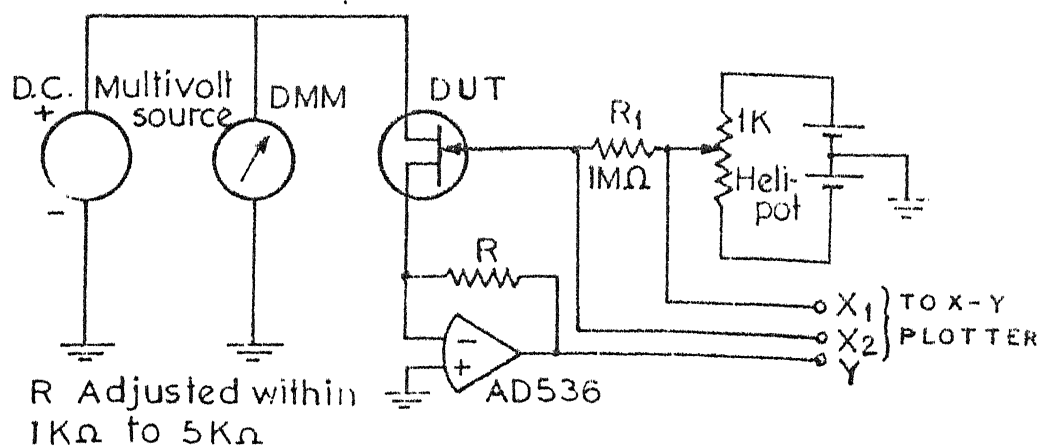 D.C. Multivolt source
+
-
DMM
DUT
R1
1MΩ
1K
Heli-
pot
R
-
+
AD536
X1
X2
Y
TO X-Y
PLOTTER
R Adjusted within
1KΩ to 5KΩ